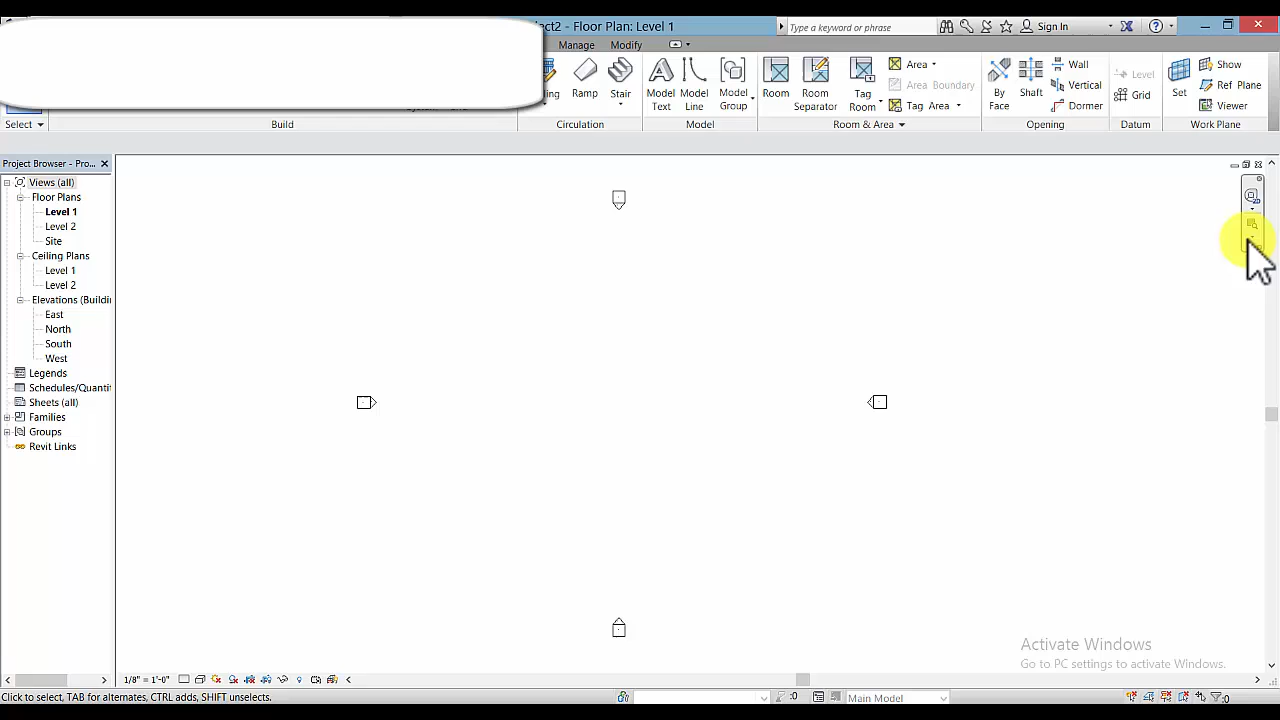 ject2 - Floor Plan: Level 1
Type a keyword or phrase
Sign In
Manage
Modify
Ramp
Stair
Model Text
Model Line
Model Group
Room
Room Separator
Tag Room
Area
Area Boundary
Tag Area
By Face
Shaft
Wall
Vertical
Dormer
Level
Grid
Set
Show
Ref Plane
Viewer
Select
Build
Circulation
Model
Room & Area
Opening
Datum
Work Plane
Project Browser - Pro...
Views (all)
Floor Plans
Level 1
Level 2
Site
Ceiling Plans
Level 1
Level 2
Elevations (Buildin
East
North
South
West
Legends
Schedules/Quantit
Sheets (all)
Families
Groups
Revit Links
2D
Activate Windows
Go to PC settings to activate Windows.
1/8" = 1'-0"
Click to select, TAB for alternates, CTRL adds, SHIFT unselects.
:0
Main Model
:0